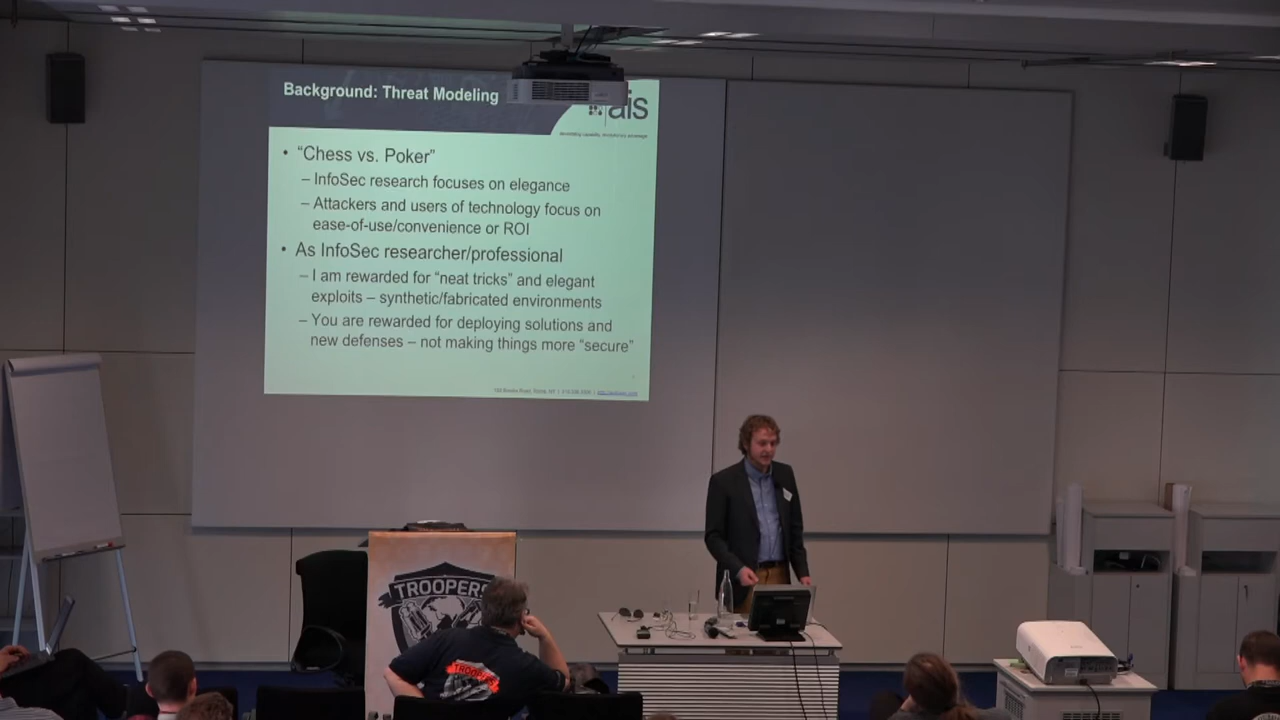 Background: Threat Modeling
ais
• “Chess vs. Poker”
– InfoSec research focuses on elegance
– Attackers and users of technology focus on
ease-of-use/convenience or ROI
• As InfoSec researcher/professional
– I am rewarded for “neat tricks” and elegant
exploits – synthetic/fabricated environments
– You are rewarded for deploying solutions and
new defenses – not making things more “secure”
TROOPERS
TROOPERS